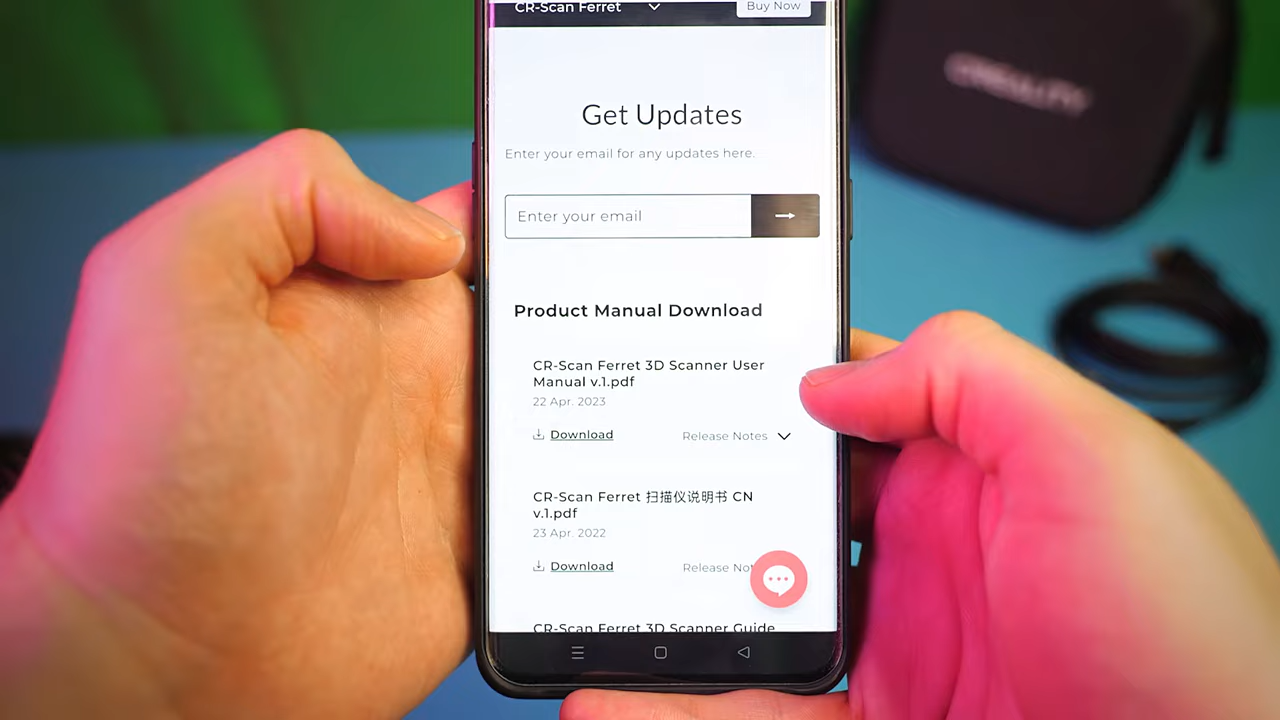 CR-Scan Ferret
Buy Now
CREALITY
Get Updates
Enter your email for any updates here.
Enter your email
Product Manual Download
CR-Scan Ferret 3D Scanner User
Manual v.1.pdf
22 Apr. 2023
Download
Release Notes
CR-Scan Ferret 扫描仪说明书 CN
v.1.pdf
23 Apr. 2022
Download
Release
CR-Scan Ferret 3D Scanner Guide